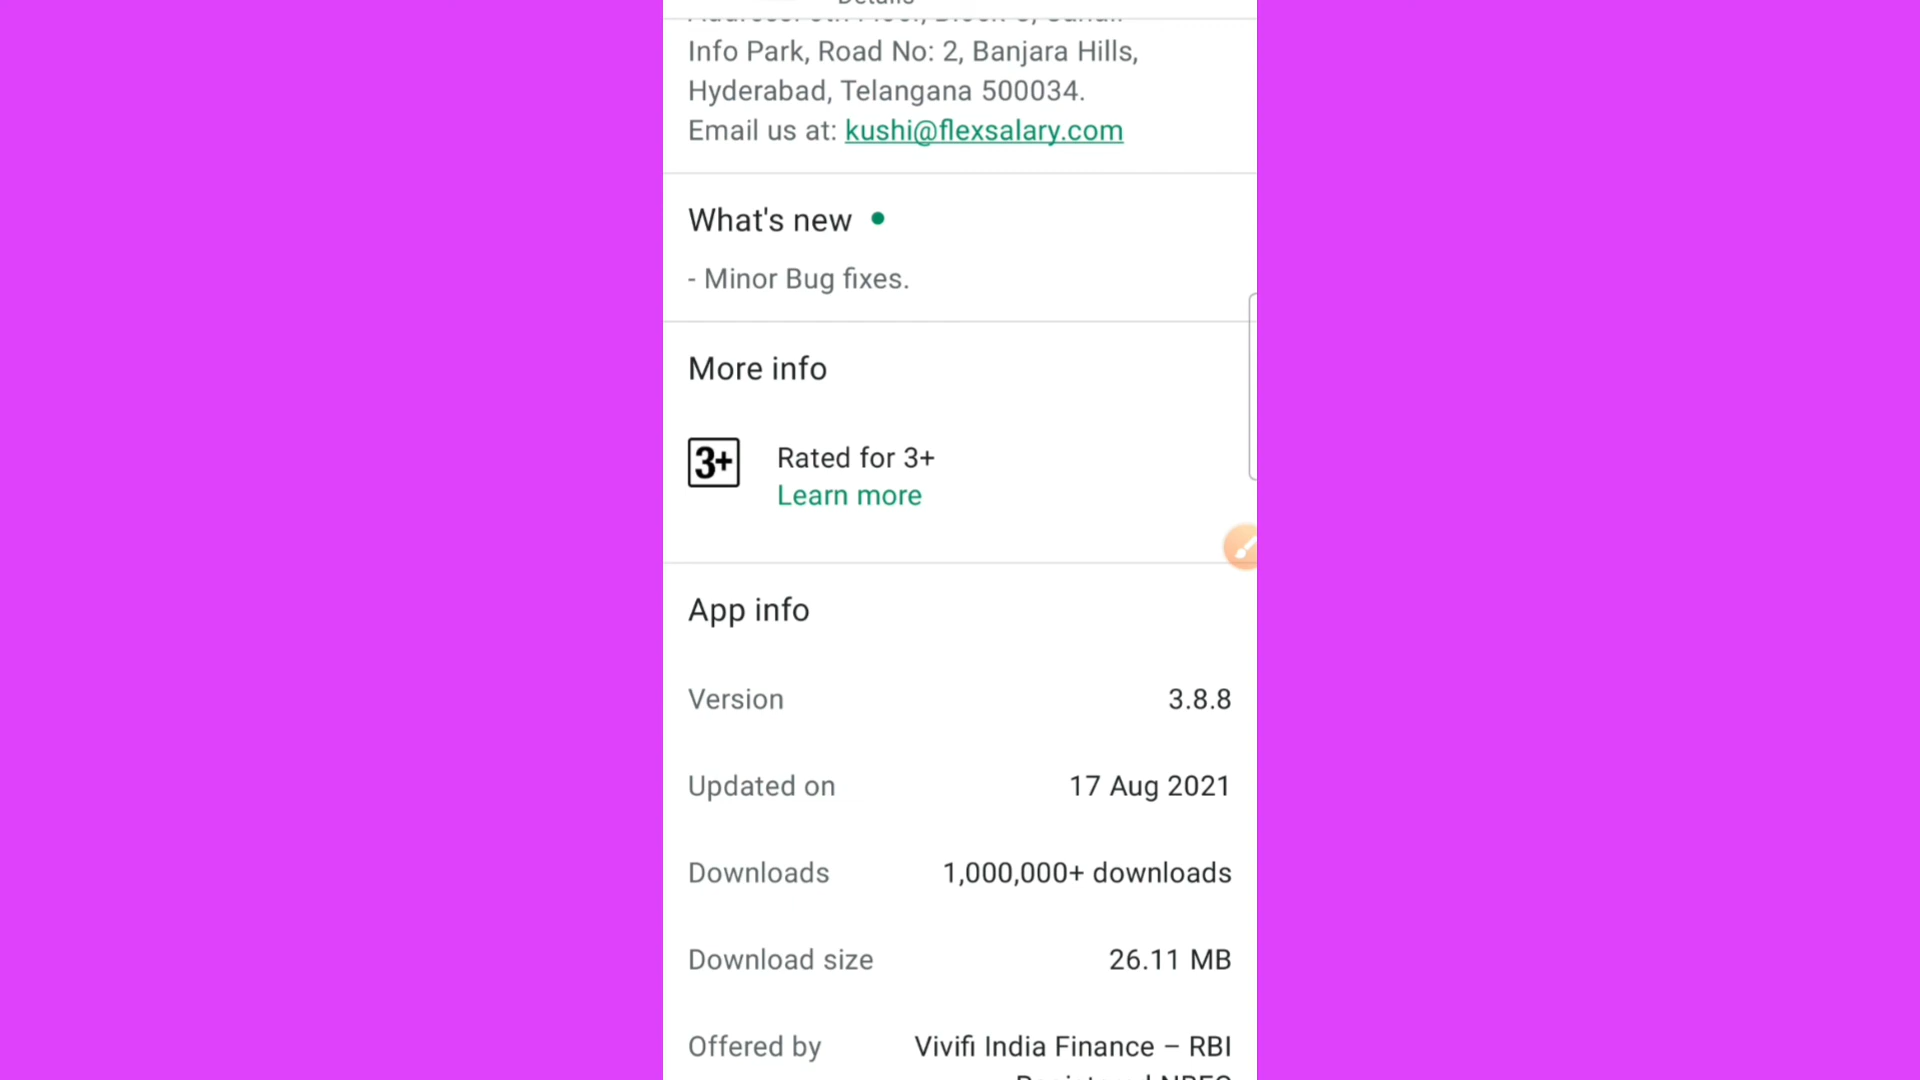 Details
Info Park, Road No: 2, Banjara Hills,
Hyderabad, Telangana 500034.
Email us at: kushi@flexsalary.com
What's new
- Minor Bug fixes.
More info
3+
Rated for 3+
Learn more
App info
Version 3.8.8
Updated on 17 Aug 2021
Downloads 1,000,000+ downloads
Download size 26.11 MB
Offered by Vivifi India Finance – RBI